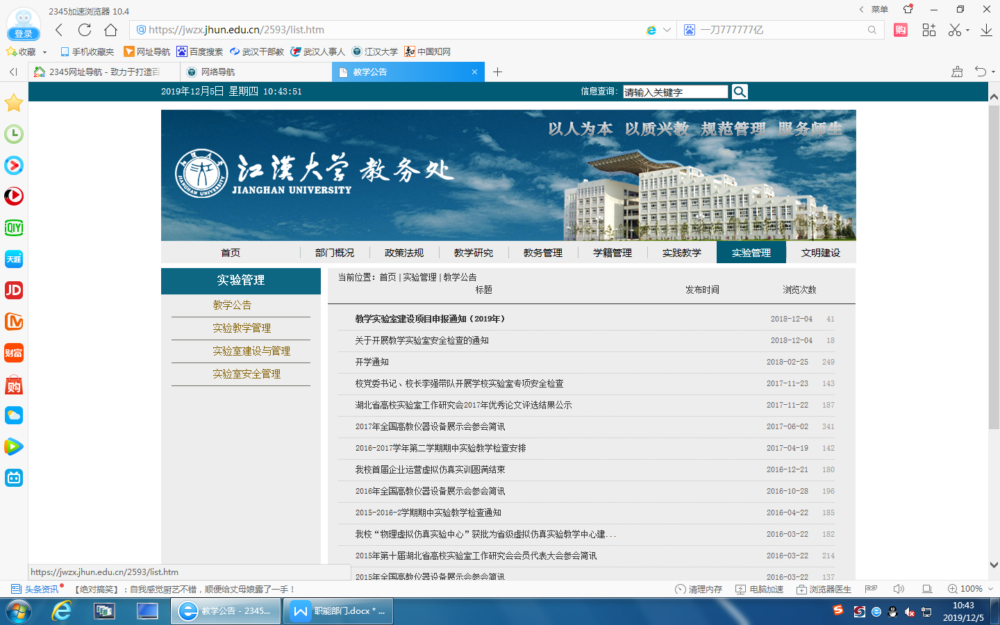 2345加速浏览器 10.4
菜单
登录
https://jwzx.jhun.edu.cn/2593/list.htm
一刀777777亿
购
收藏 手机收藏夹 网址导航 百度搜索 武汉干部教 武汉人事人 江汉大学 中国知网
2345网址导航 - 致力于打造百
网络导航
教学公告
2019年12月5日 星期四 10:43:51
信息查询：
请输入关键字
以人为本 以质兴教 规范管理 服务师生
江汉大学 教务处
JIANGHAN UNIVERSITY
首页 部门概况 政策法规 教学研究 教务管理 学籍管理 实践教学 实验管理 文明建设
实验管理
教学公告
实验教学管理
实验室建设与管理
实验室安全管理
当前位置：首页 | 实验管理 | 教学公告
标题 发布时间 浏览次数
教学实验室建设项目申报通知（2019年） 2018-12-04 41
关于开展教学实验室安全检查的通知 2018-12-04 18
开学通知 2018-02-25 249
校党委书记、校长李强带队开展学校实验室专项安全检查 2017-11-23 143
湖北省高校实验室工作研究会2017年优秀论文评选结果公示 2017-11-22 187
2017年全国高教仪器设备展示会参会简讯 2017-06-02 341
2016-2017学年第二学期期中实验教学检查安排 2017-04-19 142
我校首届企业运营虚拟仿真实训圆满结束 2016-12-21 180
2016年全国高教仪器设备展示会参会简讯 2016-10-28 196
2015-2016-2学期期中实验教学检查通知 2016-04-22 185
我校“物理虚拟仿真实验中心”获批为省级虚拟仿真实验教学中心建... 2016-03-22 182
2015年第十届湖北省高校实验室工作研究会会员代表大会参会简讯 2016-03-22 214
2015年全国高教仪器设备展示会参会简讯 2016-03-22 137
QIY
天涯
JD
财富
购
https://jwzx.jhun.edu.cn/2593/list.htm
头条资讯 【绝对搞笑】：自我感觉厨艺不错，顺便给丈母娘露了一手！
清理内存 电脑加速 浏览器医生 100%
教学公告 - 2345...
职能部门.docx * ...
10:43
2019/12/5